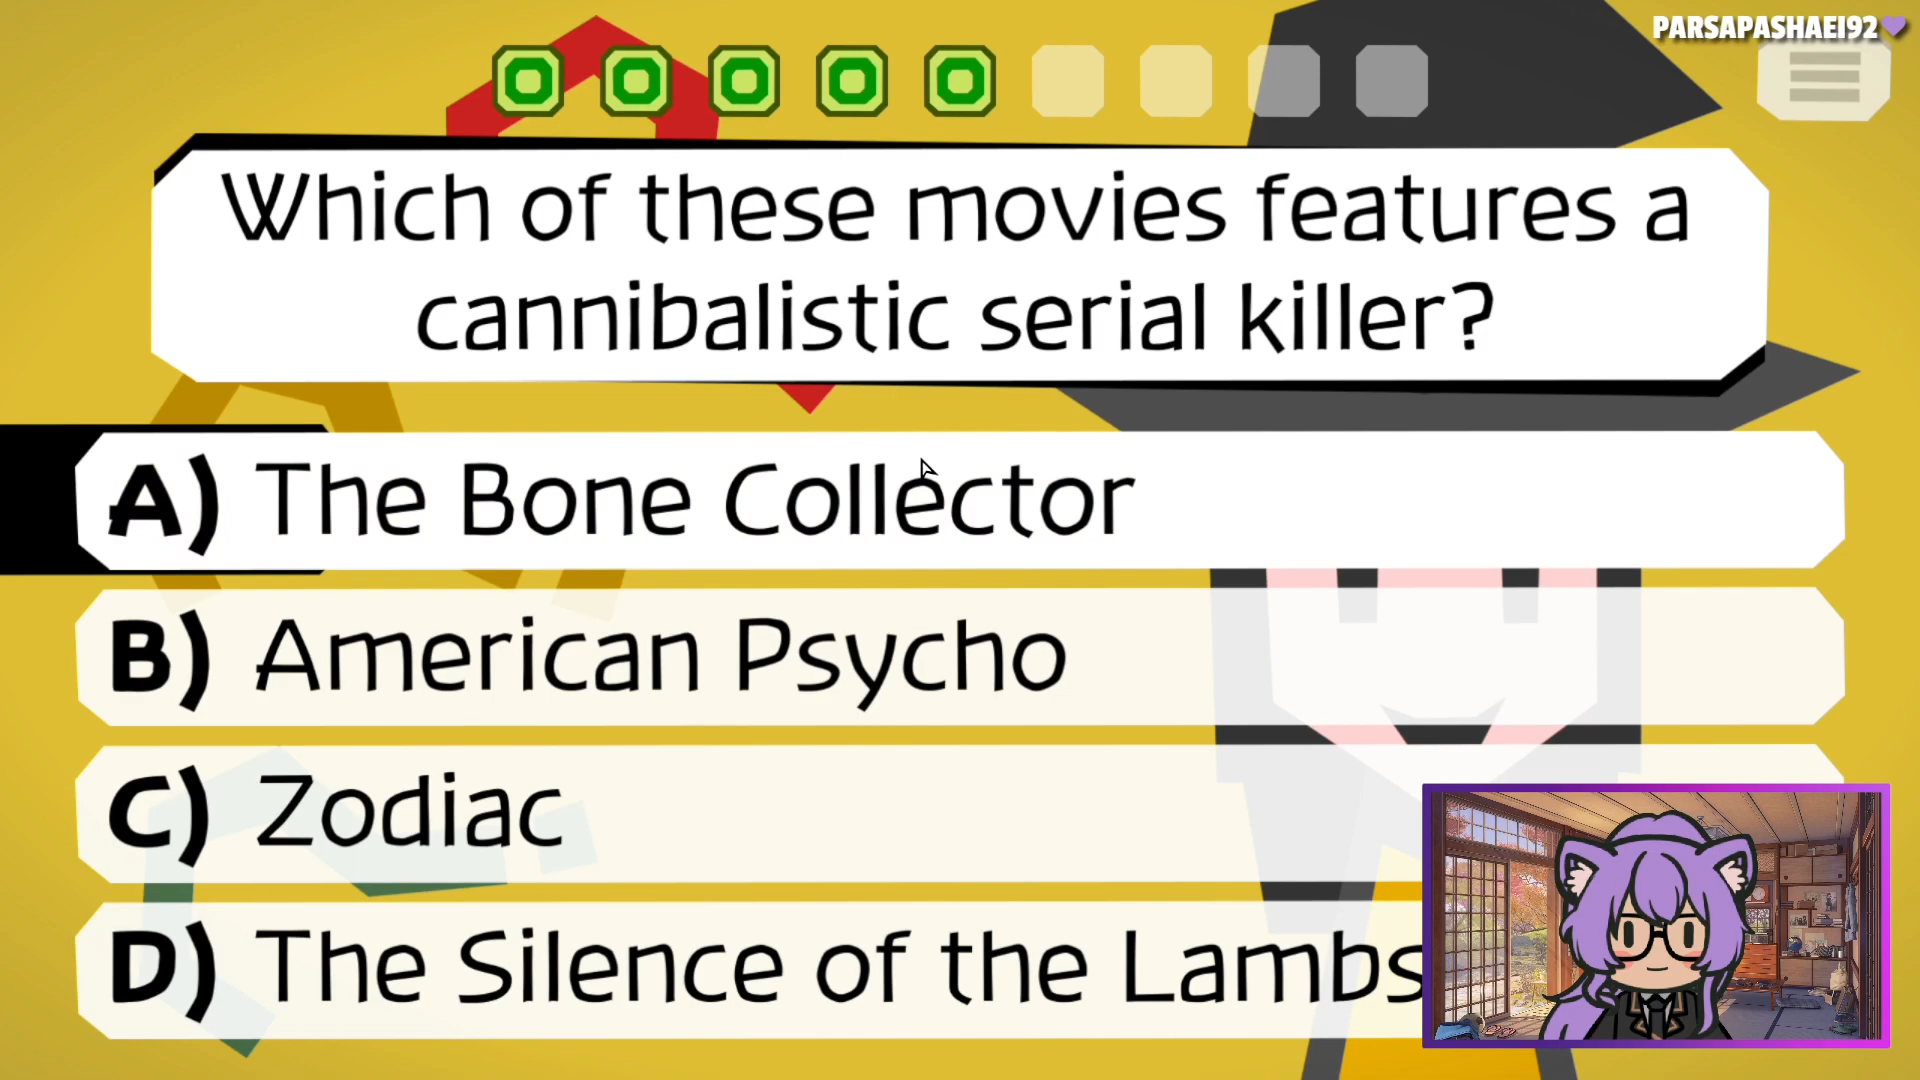 PARSAPASHAEI92
Which of these movies features a
cannibalistic serial killer?
A) The Bone Collector
B) American Psycho
C) Zodiac
D) The Silence of the Lambs